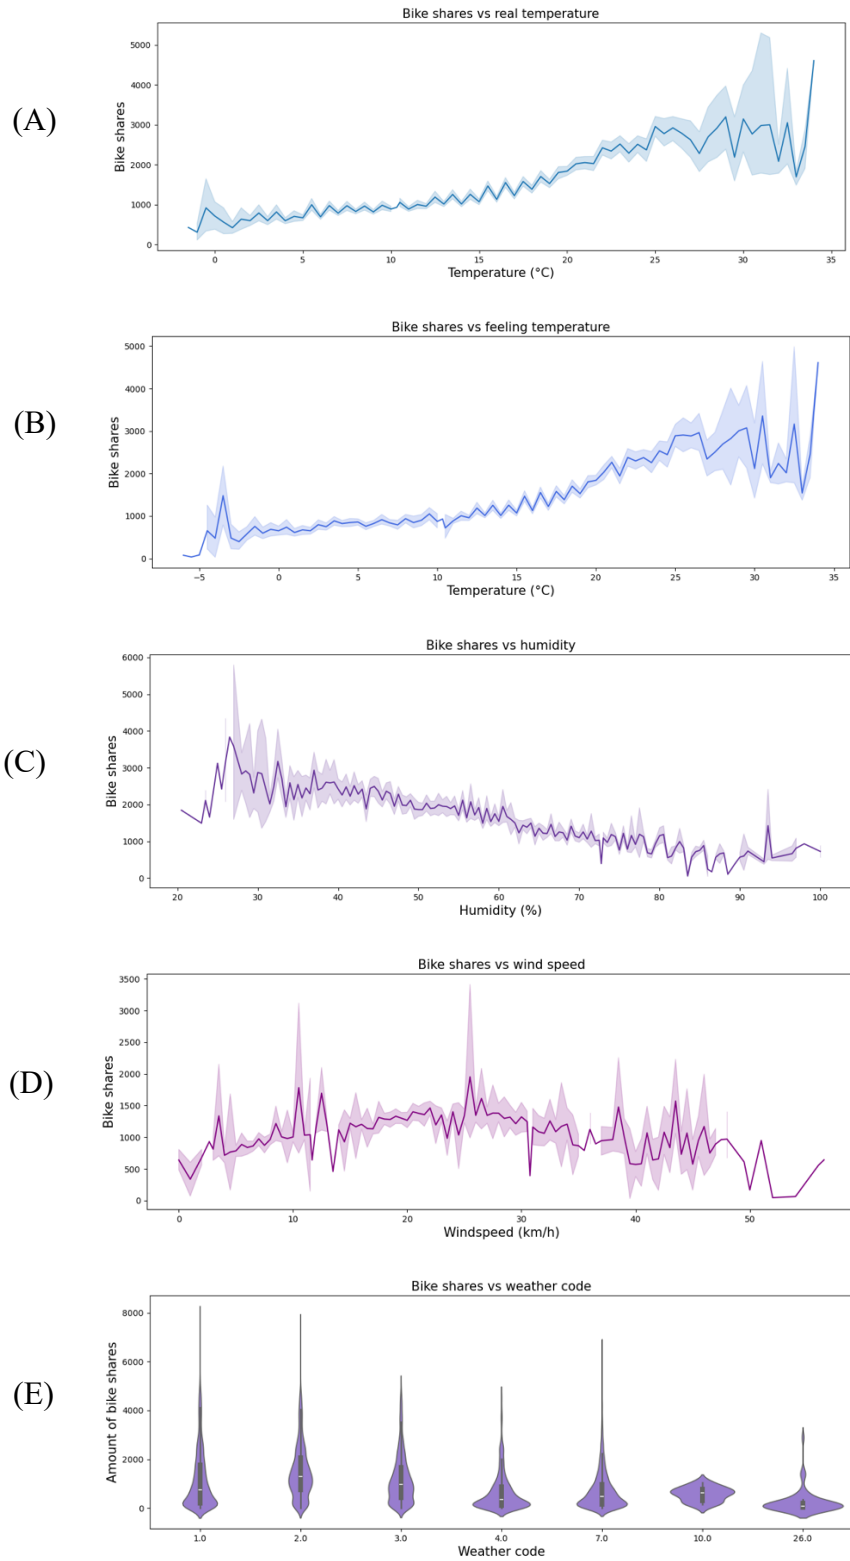 Bike shares vs real temperature
(A)
Bike shares
5000
4000
3000
2000
1000
0
0 5 10 15 20 25 30 35
Temperature (°C)
Bike shares vs feeling temperature
(B)
Bike shares
5000
4000
3000
2000
1000
0
−5 0 5 10 15 20 25 30 35
Temperature (°C)
Bike shares vs humidity
(C)
Bike shares
6000
5000
4000
3000
2000
1000
0
20 30 40 50 60 70 80 90 100
Humidity (%)
Bike shares vs wind speed
(D)
Bike shares
3500
3000
2500
2000
1500
1000
500
0
0 10 20 30 40 50
Windspeed (km/h)
Bike shares vs weather code
(E)
Amount of bike shares
8000
6000
4000
2000
0
1.0 2.0 3.0 4.0 7.0 10.0 26.0
Weather code